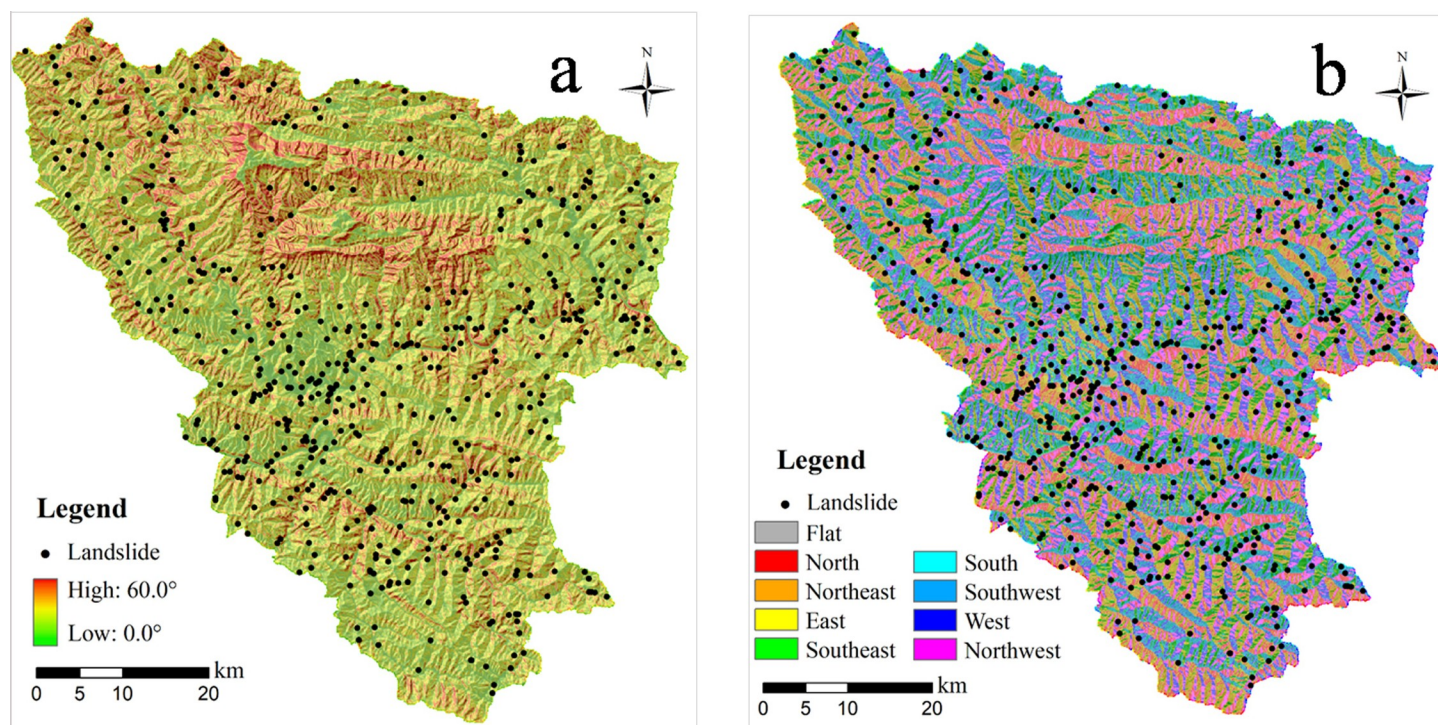 a
N
Legend
Landslide
High: 60.0°
Low: 0.0°
km
0 5 10 20
b
N
Legend
Landslide
Flat
North
Northeast
East
Southeast
South
Southwest
West
Northwest
km
0 5 10 20